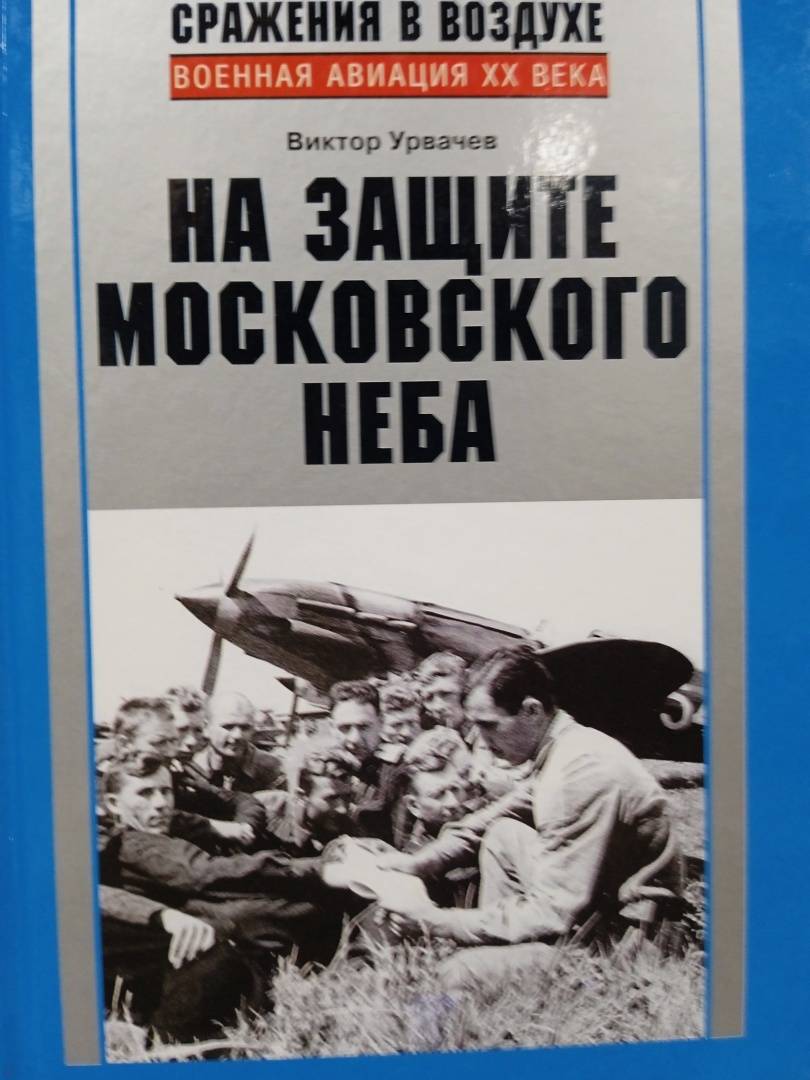 СРАЖЕНИЯ В ВОЗДУХЕ
ВОЕННАЯ АВИАЦИЯ XX ВЕКА
Виктор Урвачев
НА ЗАЩИТЕ
МОСКОВСКОГО
НЕБА